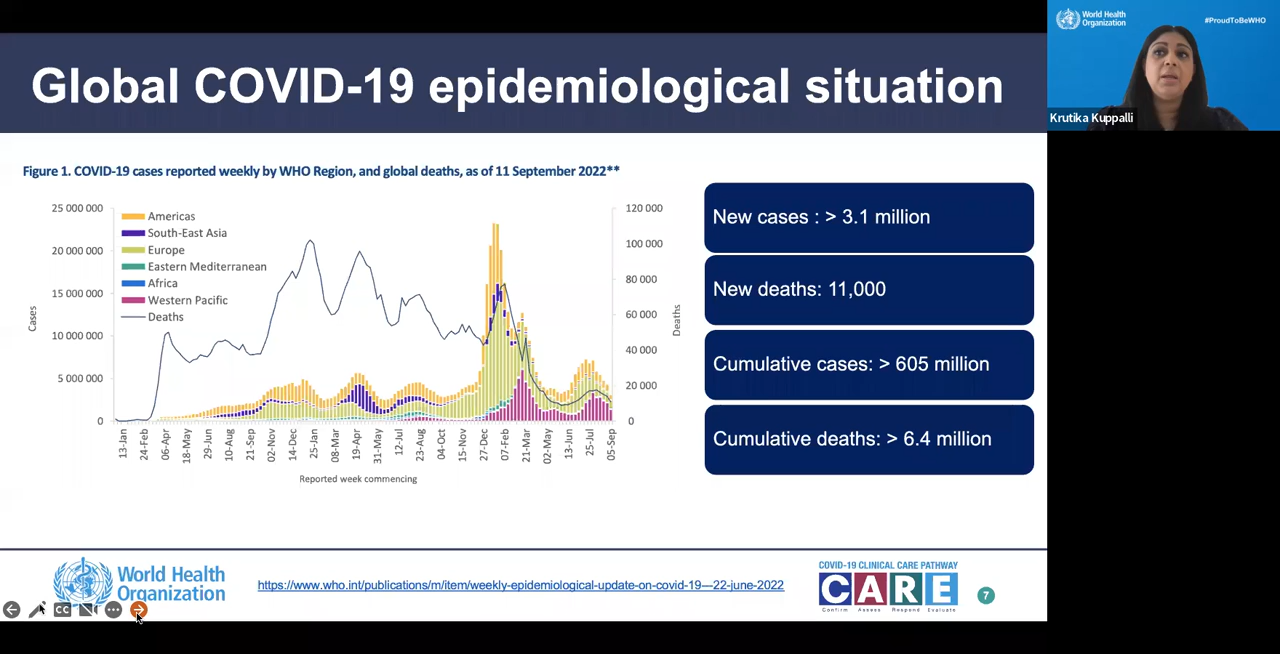 Global COVID-19 epidemiological situation
World Health
Organization
#ProudToBeWHO
Krutika Kuppalli
Figure 1. COVID-19 cases reported weekly by WHO Region, and global deaths, as of 11 September 2022**
25 000 000
20 000 000
15 000 000
10 000 000
5 000 000
0
Cases
Americas
South-East Asia
Europe
Eastern Mediterranean
Africa
Western Pacific
Deaths
120 000
100 000
80 000
60 000
40 000
20 000
0
Deaths
13-Jan
24-Feb
06-Apr
18-May
29-Jun
10-Aug
21-Sep
02-Nov
14-Dec
25-Jan
08-Mar
19-Apr
31-May
12-Jul
23-Aug
04-Oct
15-Nov
27-Dec
07-Feb
21-Mar
02-May
13-Jun
25-Jul
05-Sep
Reported week commencing
New cases : > 3.1 million
New deaths: 11,000
Cumulative cases: > 605 million
Cumulative deaths: > 6.4 million
World Health
Organization
https://www.who.int/publications/m/item/weekly-epidemiological-update-on-covid-19—22-june-2022
COVID-19 CLINICAL CARE PATHWAY
CARE
Confirm Assess Respond Evaluate
7
CC